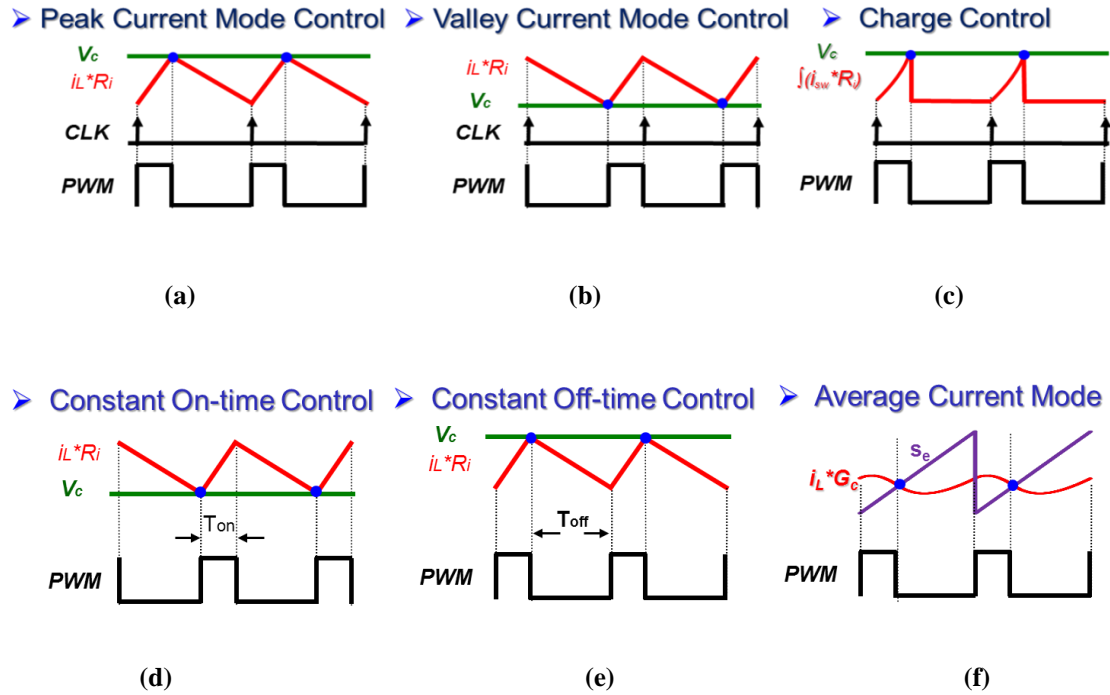 ➢ Peak Current Mode Control
Vc
iL*Ri
CLK
PWM
(a)
➢ Valley Current Mode Control
iL*Ri
Vc
CLK
PWM
(b)
➢ Charge Control
Vc
∫(isw*Ri)
PWM
(c)
➢ Constant On-time Control
iL*Ri
Vc
Ton
PWM
(d)
➢ Constant Off-time Control
Vc
iL*Ri
Toff
PWM
(e)
➢ Average Current Mode
se
iL*Gc
PWM
(f)